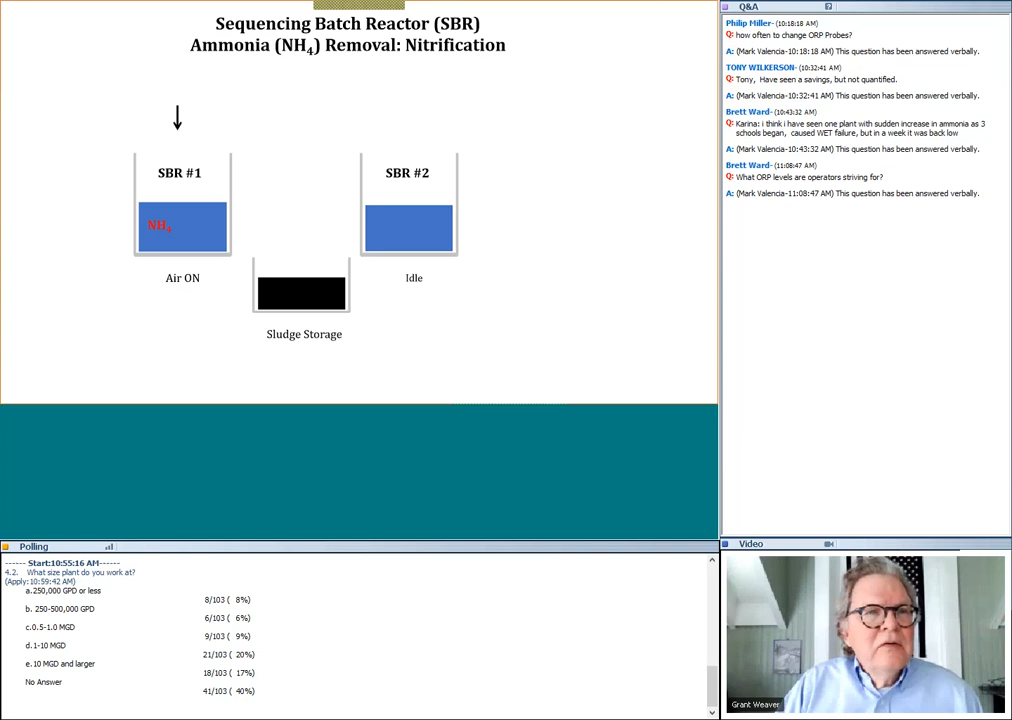 Sequencing Batch Reactor (SBR)
Ammonia (NH4) Removal: Nitrification
SBR #1
SBR #2
NH4
Air ON
Idle
Sludge Storage
Q&A
Philip Miller- (10:18:18 AM)
Q: how often to change ORP Probes?
A: (Mark Valencia-10:18:18 AM) This question has been answered verbally.
TONY WILKERSON- (10:32:41 AM)
Q: Tony, Have seen a savings, but not quantified.
A: (Mark Valencia-10:32:41 AM) This question has been answered verbally.
Brett Ward- (10:43:32 AM)
Q: Karina: i think i have seen one plant with sudden increase in ammonia as 3
schools began, caused WET failure, but in a week it was back low
A: (Mark Valencia-10:43:32 AM) This question has been answered verbally.
Brett Ward- (11:08:47 AM)
Q: What ORP levels are operators striving for?
A: (Mark Valencia-11:08:47 AM) This question has been answered verbally.
Polling
------ Start:10:55:16 AM------
4.2. What size plant do you work at?
(Apply:10:59:42 AM)
a.250,000 GPD or less
8/103 ( 8%)
b. 250-500,000 GPD
6/103 ( 6%)
c.0.5-1.0 MGD
9/103 ( 9%)
d.1-10 MGD
21/103 ( 20%)
e.10 MGD and larger
18/103 ( 17%)
No Answer
41/103 ( 40%)
Video
Grant Weaver